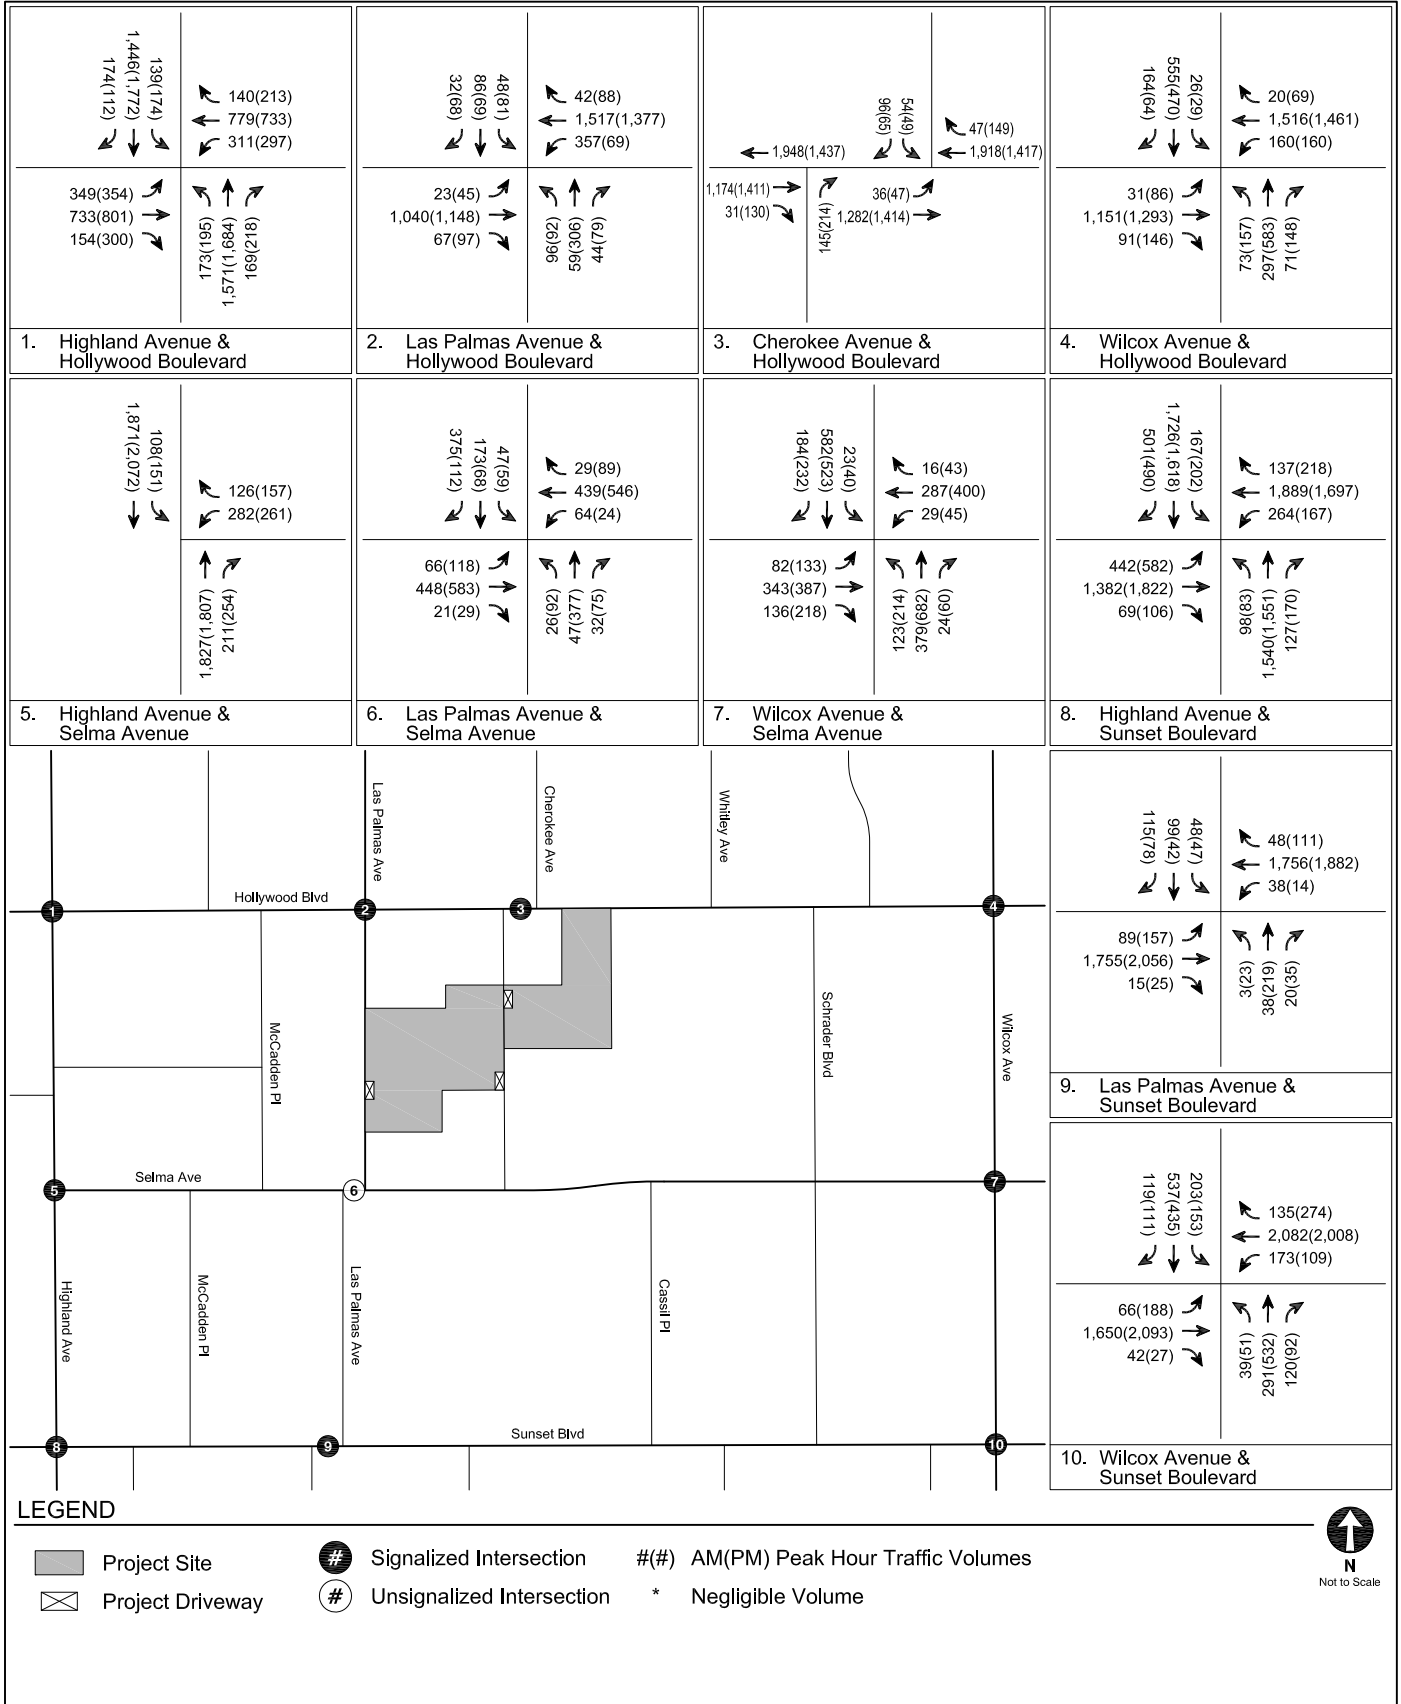 174(112)
1,446(1,772)
139(174)
140(213)
779(733)
311(297)
349(354)
733(801)
154(300)
173(195)
1,571(1,684)
169(218)
1. Highland Avenue &
Hollywood Boulevard
32(68)
86(69)
48(81)
42(88)
1,517(1,377)
357(69)
23(45)
1,040(1,148)
67(97)
96(92)
59(306)
44(79)
2. Las Palmas Avenue &
Hollywood Boulevard
96(65)
54(49)
47(149)
1,948(1,437)
1,918(1,417)
1,174(1,411)
31(130)
145(214)
36(47)
1,282(1,414)
3. Cherokee Avenue &
Hollywood Boulevard
164(64)
555(470)
26(29)
20(69)
1,516(1,461)
160(160)
31(86)
1,151(1,293)
91(146)
73(157)
297(583)
71(148)
4. Wilcox Avenue &
Hollywood Boulevard
1,871(2,072)
108(151)
126(157)
282(261)
1,827(1,807)
211(254)
5. Highland Avenue &
Selma Avenue
375(112)
173(68)
47(59)
29(89)
439(546)
64(24)
66(118)
448(583)
21(29)
26(92)
47(377)
32(75)
6. Las Palmas Avenue &
Selma Avenue
184(232)
582(523)
23(40)
16(43)
287(400)
29(45)
82(133)
343(387)
136(218)
123(214)
379(682)
24(60)
7. Wilcox Avenue &
Selma Avenue
501(490)
1,726(1,618)
167(202)
137(218)
1,889(1,697)
264(167)
442(582)
1,382(1,822)
69(106)
98(83)
1,540(1,551)
127(170)
8. Highland Avenue &
Sunset Boulevard
Las Palmas Ave
Cherokee Ave
Whitley Ave
Hollywood Blvd
1
2
3
4
McCadden Pl
Schrader Blvd
Wilcox Ave
Selma Ave
5
6
7
Highland Ave
McCadden Pl
Las Palmas Ave
Cassil Pl
Sunset Blvd
8
9
10
115(78)
99(42)
48(47)
48(111)
1,756(1,882)
38(14)
89(157)
1,755(2,056)
15(25)
3(23)
38(219)
20(35)
9. Las Palmas Avenue &
Sunset Boulevard
119(111)
537(435)
203(153)
135(274)
2,082(2,008)
173(109)
66(188)
1,650(2,093)
42(27)
39(51)
291(532)
120(92)
10. Wilcox Avenue &
Sunset Boulevard
LEGEND
Project Site
# Signalized Intersection
#(#) AM(PM) Peak Hour Traffic Volumes
Project Driveway
# Unsignalized Intersection
* Negligible Volume
N
Not to Scale